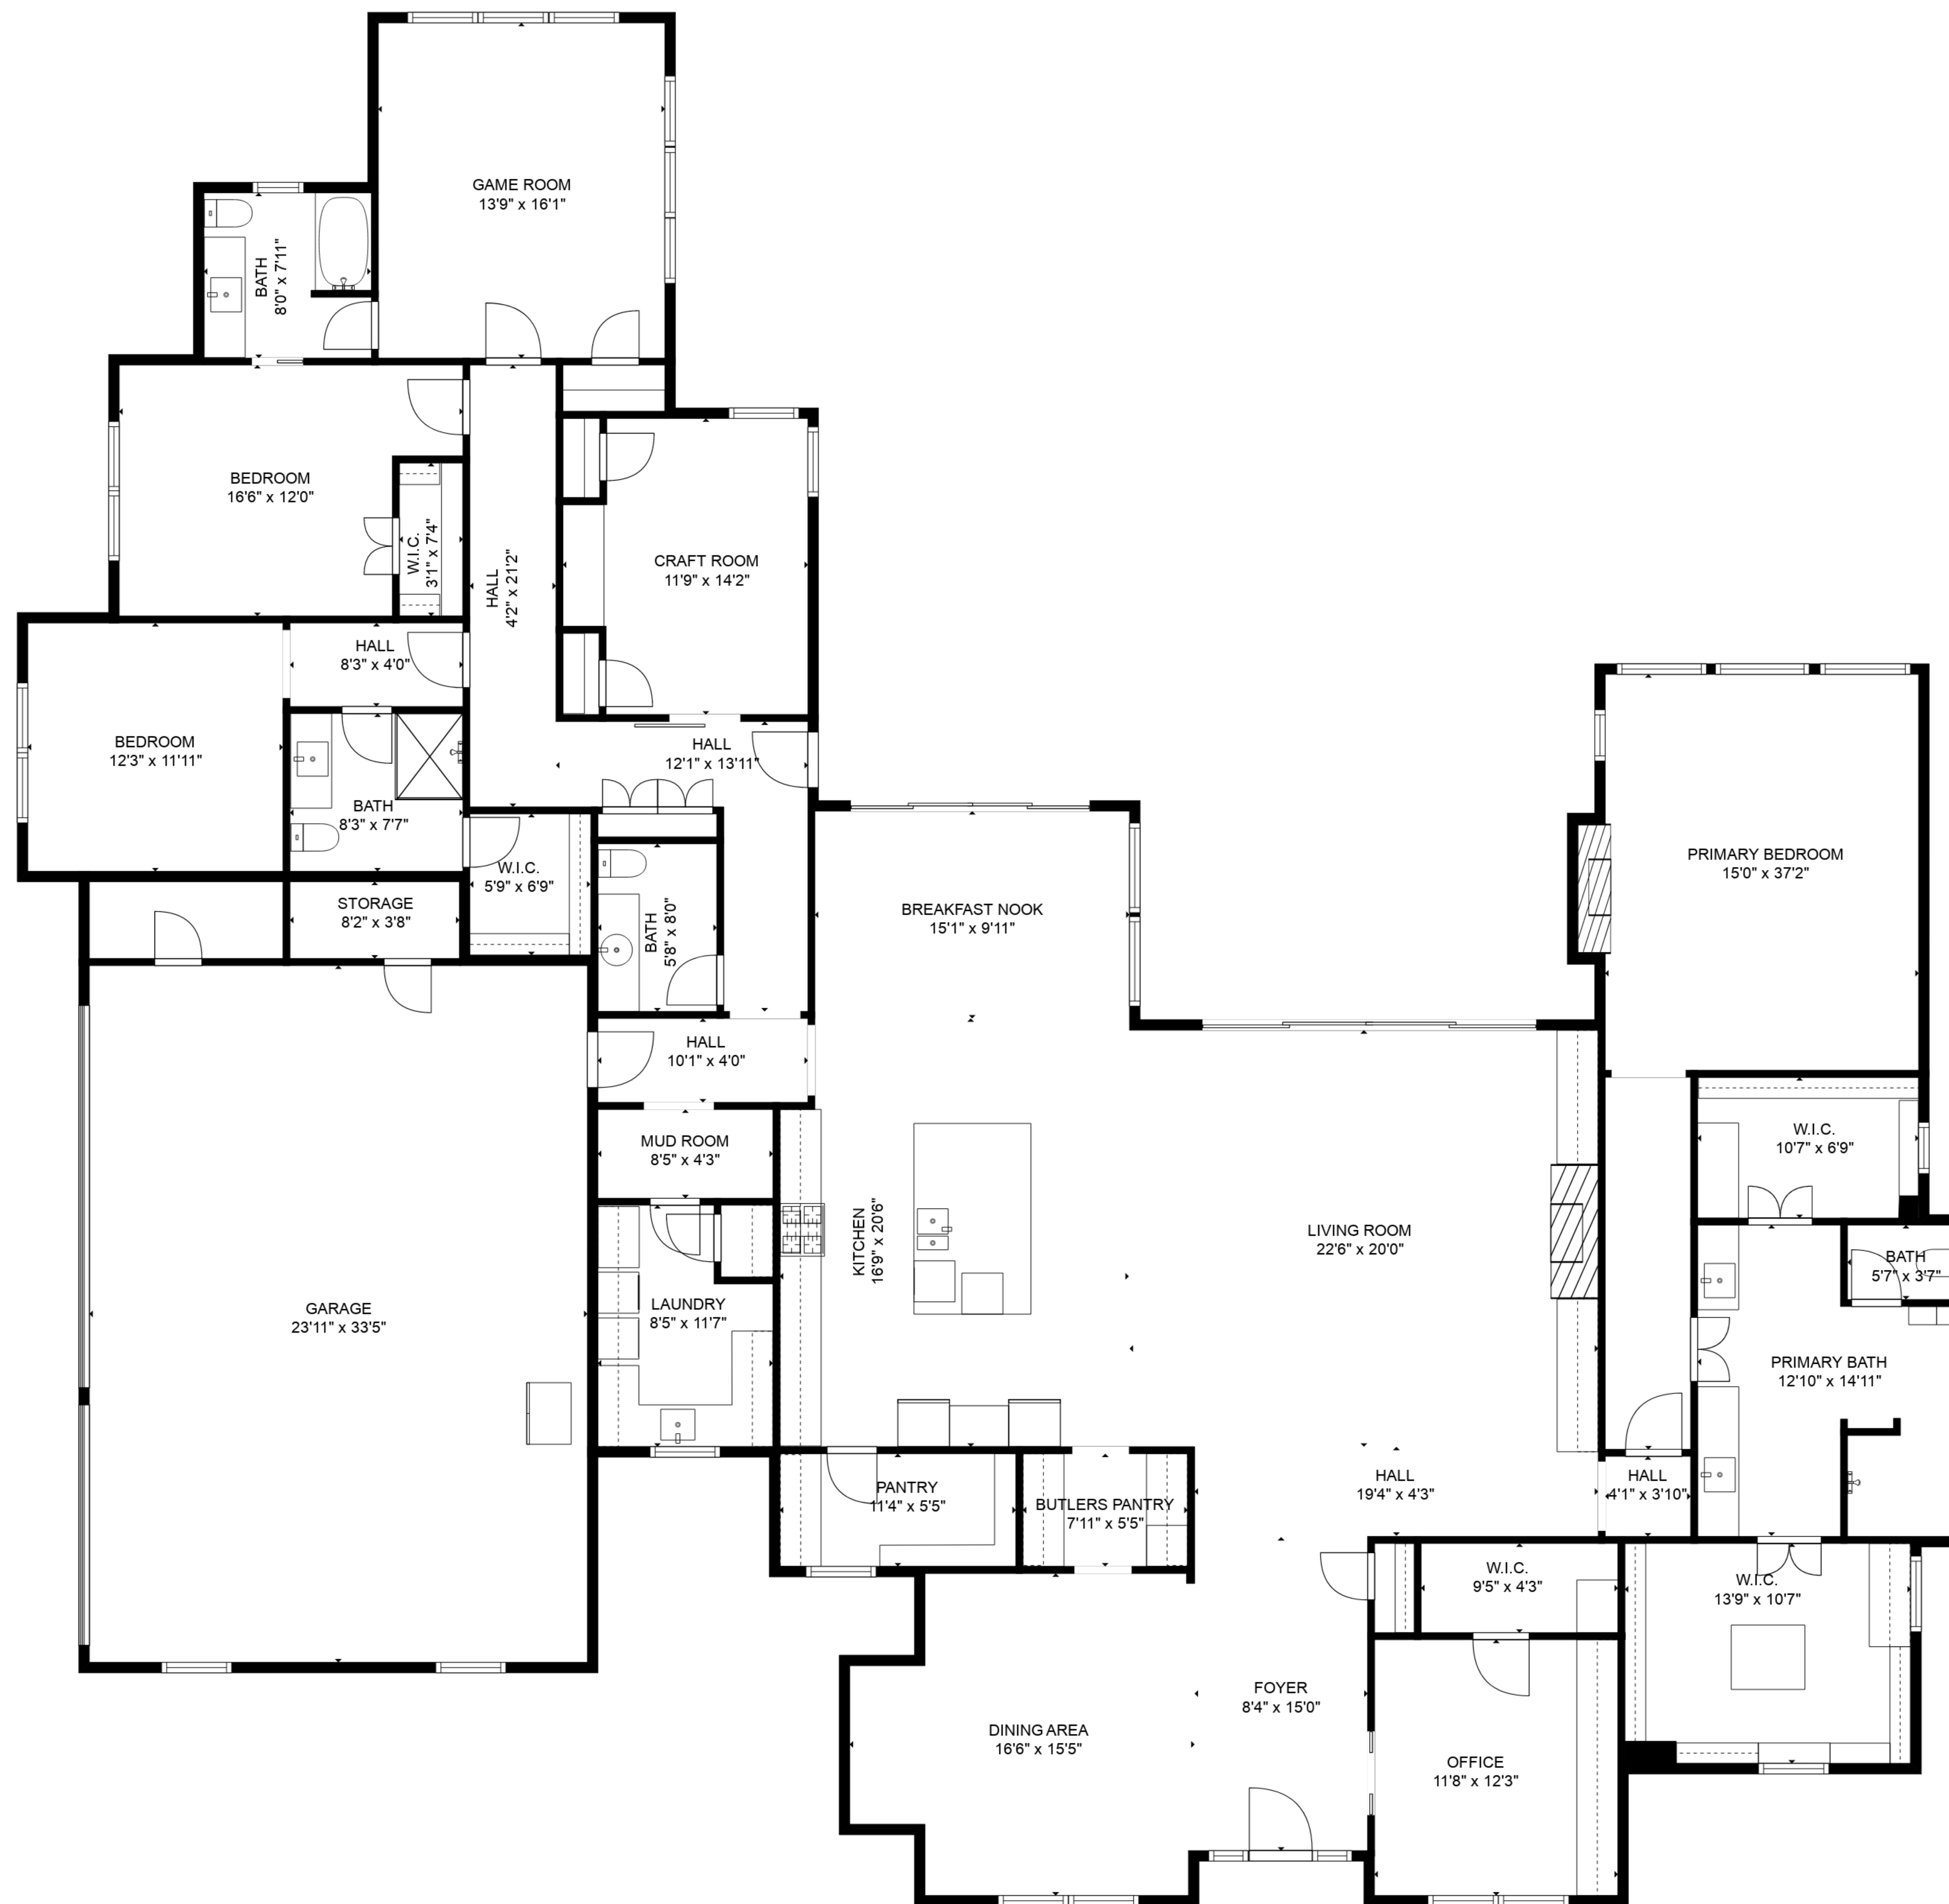 GAME ROOM
13'9" x 16'1"
BATH
8'0" x 7'11"
BEDROOM
16'6" x 12'0"
W.I.C.
3'1" x 7'4"
HALL
4'2" x 21'2"
CRAFT ROOM
11'9" x 14'2"
HALL
8'3" x 4'0"
BEDROOM
12'3" x 11'11"
HALL
12'1" x 13'11"
BATH
8'3" x 7'7"
W.I.C.
5'9" x 6'9"
STORAGE
8'2" x 3'8"
BATH
5'8" x 8'0"
BREAKFAST NOOK
15'1" x 9'11"
PRIMARY BEDROOM
15'0" x 37'2"
HALL
10'1" x 4'0"
MUD ROOM
8'5" x 4'3"
W.I.C.
10'7" x 6'9"
KITCHEN
16'9" x 20'6"
LIVING ROOM
22'6" x 20'0"
BATH
5'7" x 3'7"
GARAGE
23'11" x 33'5"
LAUNDRY
8'5" x 11'7"
PRIMARY BATH
12'10" x 14'11"
PANTRY
11'4" x 5'5"
BUTLERS PANTRY
7'11" x 5'5"
HALL
19'4" x 4'3"
HALL
4'1" x 3'10"
W.I.C.
9'5" x 4'3"
W.I.C.
13'9" x 10'7"
FOYER
8'4" x 15'0"
DINING AREA
16'6" x 15'5"
OFFICE
11'8" x 12'3"